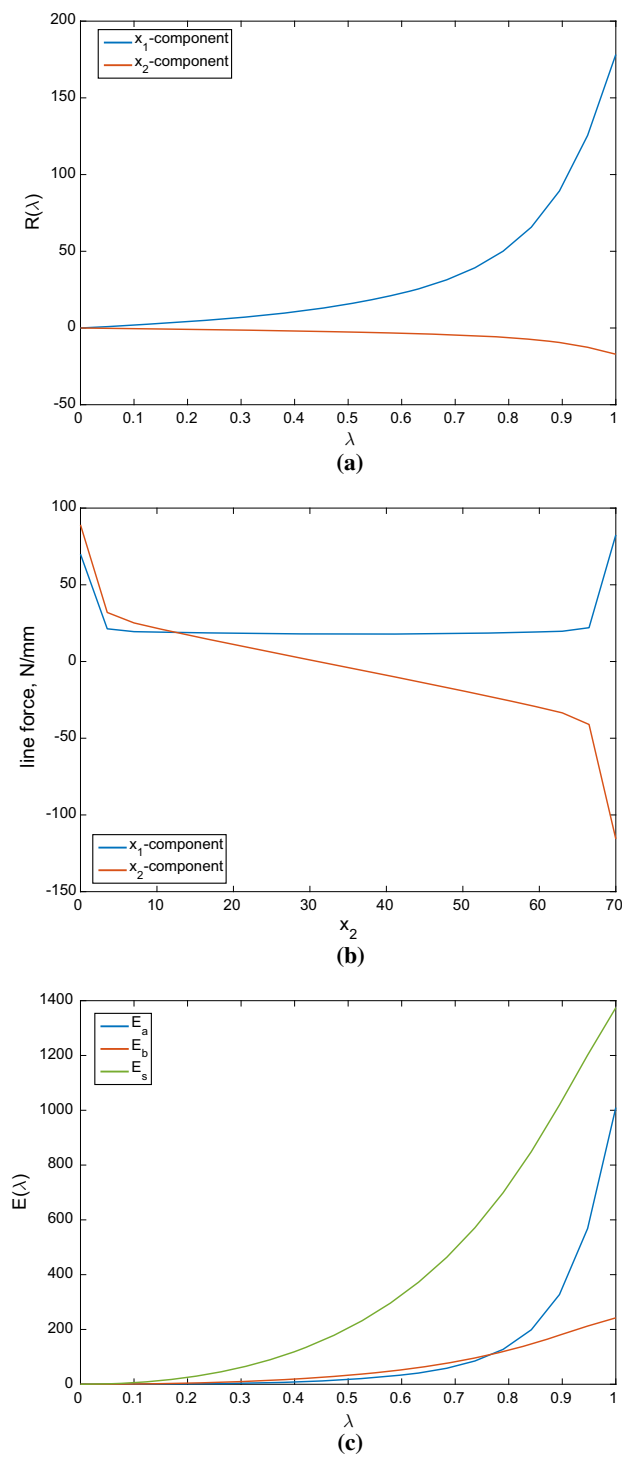 200
150
100
50
0
-50
R(λ)
x₁-component
x₂-component
0 0.1 0.2 0.3 0.4 0.5 0.6 0.7 0.8 0.9 1
λ
(a)
100
50
0
-50
-100
-150
line force, N/mm
x₁-component
x₂-component
0 10 20 30 40 50 60 70
x₂
(b)
1400
1200
1000
800
600
400
200
0
E(λ)
Eₐ
E_b
Eₛ
0 0.1 0.2 0.3 0.4 0.5 0.6 0.7 0.8 0.9 1
λ
(c)